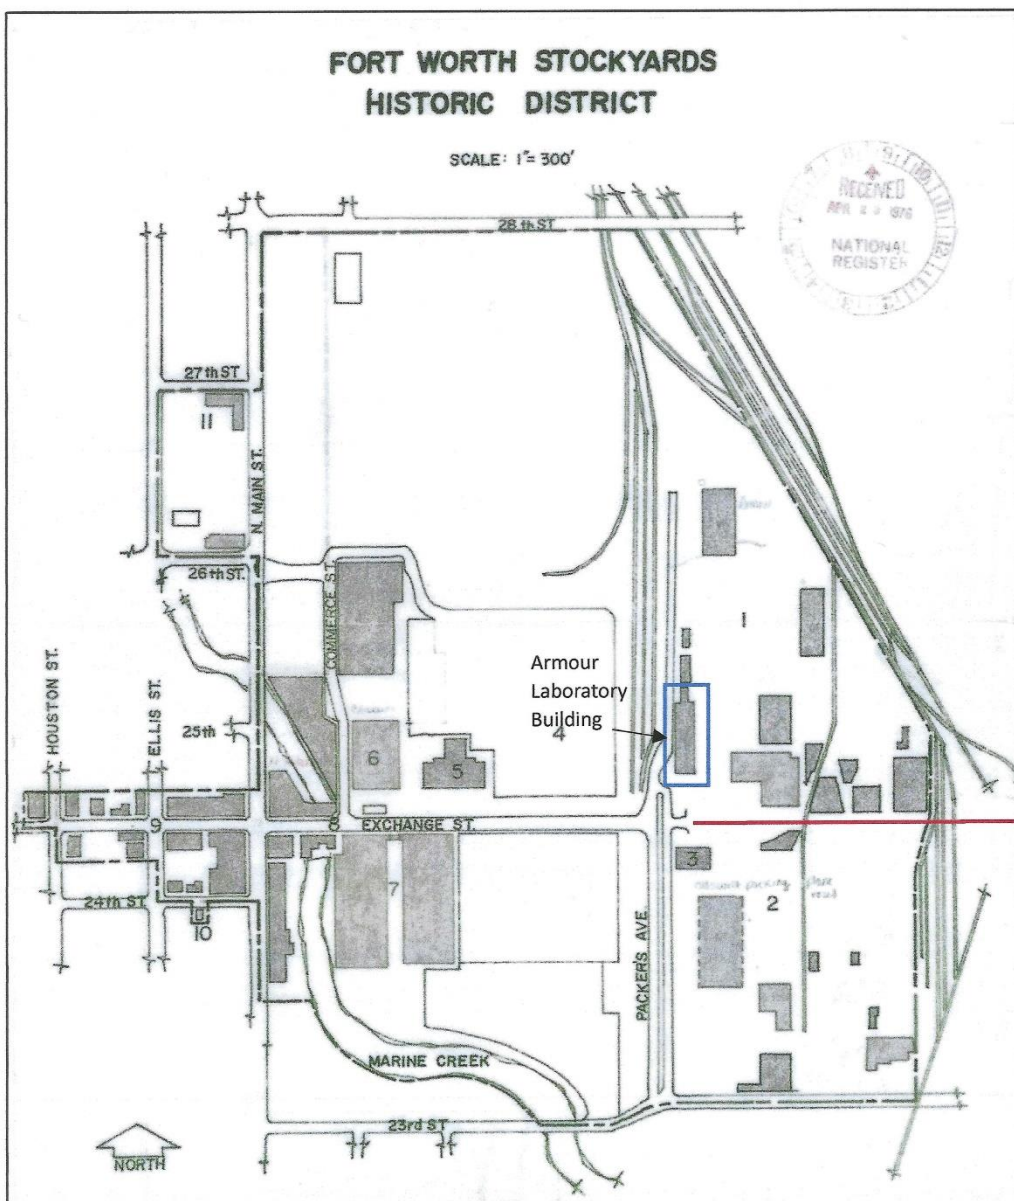 FORT WORTH STOCKYARDS
HISTORIC DISTRICT
SCALE: 1"= 300'
RECEIVED
NATIONAL
REGISTER
28th ST.
27th ST.
11
N. MAIN ST.
26th ST.
COMMERCE ST.
1
Armour
Laboratory
Building
HOUSTON ST.
ELLIS ST.
25th
6
5
4
9
8
EXCHANGE ST.
3
7
2
24th ST.
10
PACKER'S AVE.
MARINE CREEK
23rd ST.
NORTH